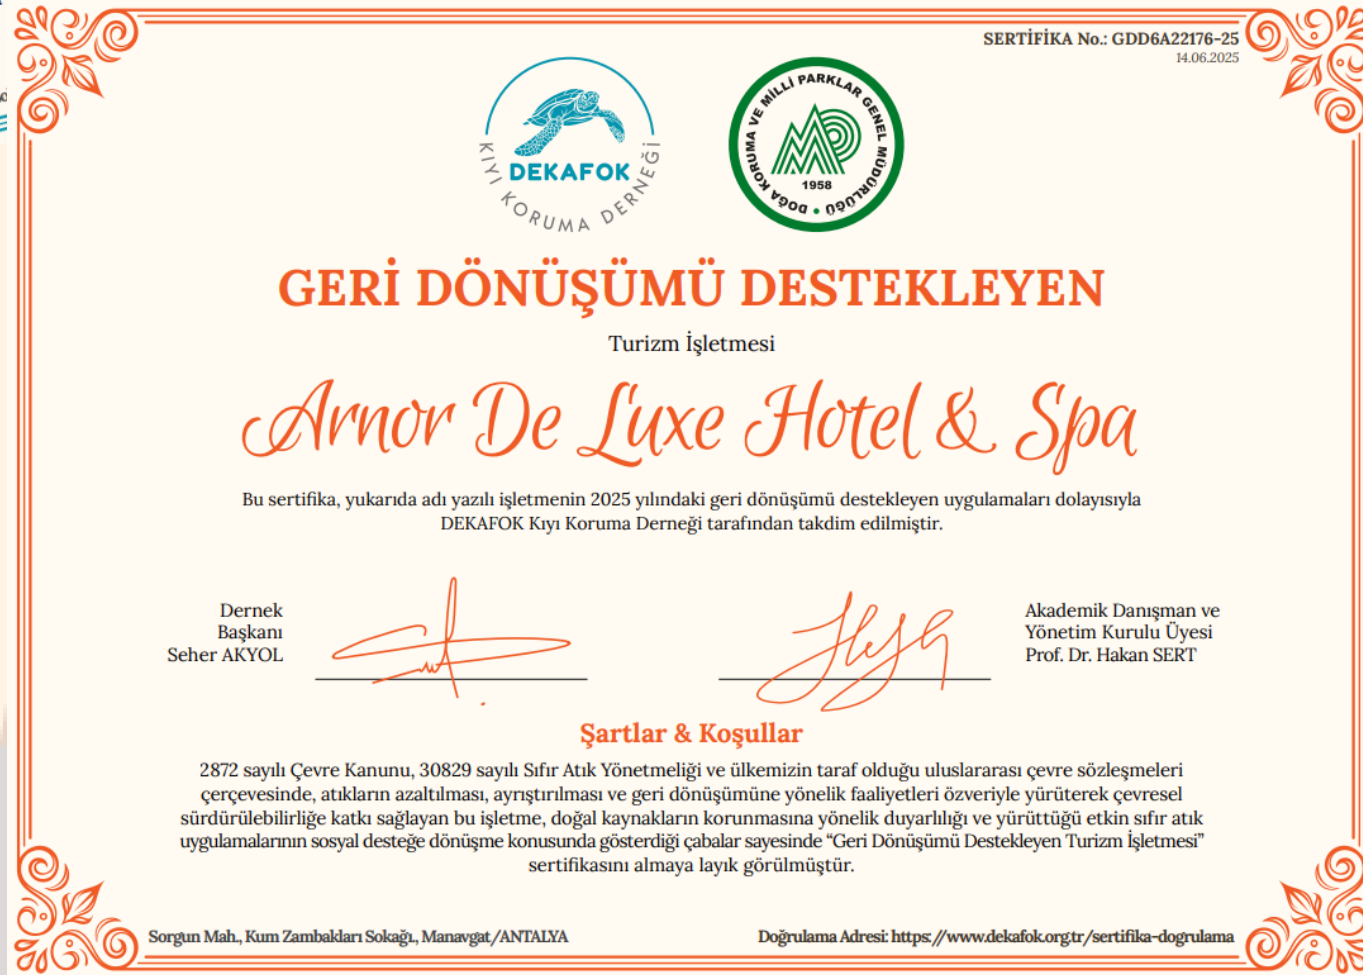 SERTİFİKA No.: GDD6A22176-25
14.06.2025
DEKAFOK
KIYI KORUMA DERNEĞİ
DOĞA KORUMA VE MİLLİ PARKLAR GENEL MÜDÜRLÜĞÜ
1958
GERİ DÖNÜŞÜMÜ DESTEKLEYEN
Turizm İşletmesi
Arnor De Luxe Hotel & Spa
Bu sertifika, yukarıda adı yazılı işletmenin 2025 yılındaki geri dönüşümü destekleyen uygulamaları dolayısıyla
DEKAFOK Kıyı Koruma Derneği tarafından takdim edilmiştir.
Dernek
Başkanı
Seher AKYOL
Akademik Danışman ve
Yönetim Kurulu Üyesi
Prof. Dr. Hakan SERT
Şartlar & Koşullar
2872 sayılı Çevre Kanunu, 30829 sayılı Sıfır Atık Yönetmeliği ve ülkemizin taraf olduğu uluslararası çevre sözleşmeleri
çerçevesinde, atıkların azaltılması, ayrıştırılması ve geri dönüşümüne yönelik faaliyetleri özveriyle yürüterek çevresel
sürdürülebilirliğe katkı sağlayan bu işletme, doğal kaynakların korunmasına yönelik duyarlılığı ve yürüttüğü etkin sıfır atık
uygulamalarının sosyal desteğe dönüşme konusunda gösterdiği çabalar sayesinde “Geri Dönüşümü Destekleyen Turizm İşletmesi”
sertifikasını almaya layık görülmüştür.
Sorgun Mah., Kum Zambakları Sokağı., Manavgat/ANTALYA
Doğrulama Adresi: https://www.dekafok.org.tr/sertifika-dogrulama